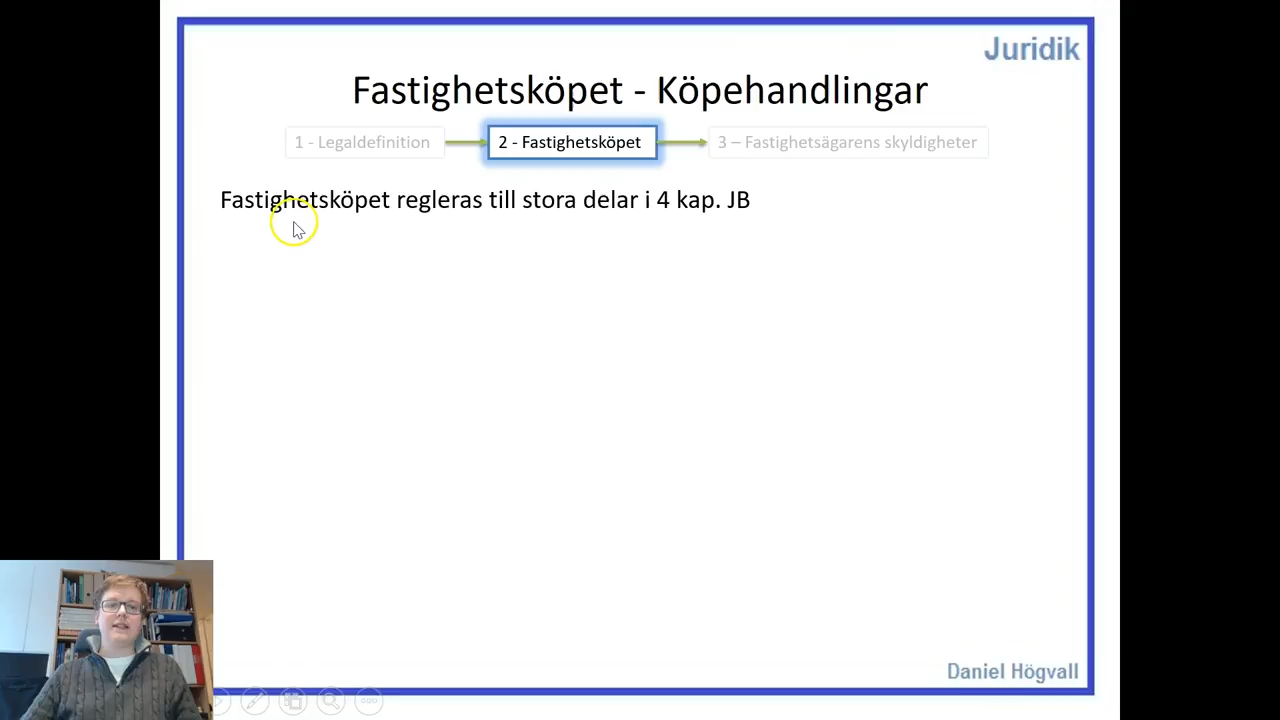 Juridik
Fastighetsköpet - Köpehandlingar
1 - Legaldefinition
2 - Fastighetsköpet
3 – Fastighetsägarens skyldigheter
Fastighetsköpet regleras till stora delar i 4 kap. JB
Daniel Högvall